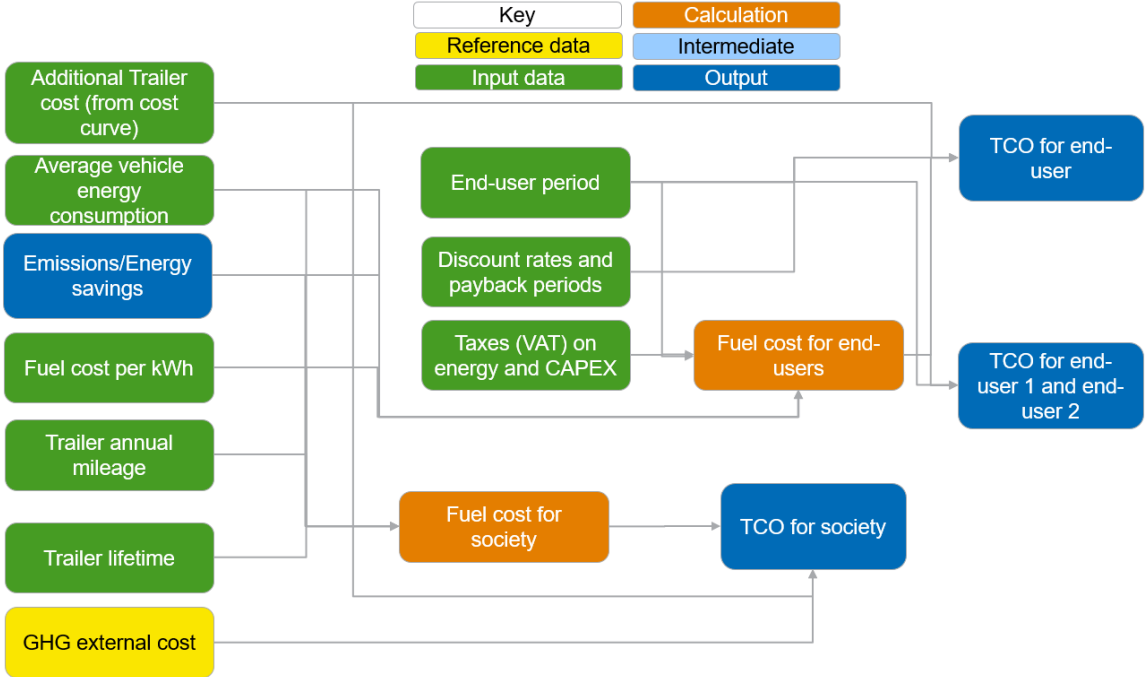 Key
Calculation
Reference data
Intermediate
Input data
Output
Additional Trailer
cost (from cost
curve)
Average vehicle
energy
consumption
Emissions/Energy
savings
Fuel cost per kWh
Trailer annual
mileage
Trailer lifetime
GHG external cost
End-user period
Discount rates and
payback periods
Taxes (VAT) on
energy and CAPEX
Fuel cost for
society
Fuel cost for end-
users
TCO for society
TCO for end-
user
TCO for end-
user 1 and end-
user 2